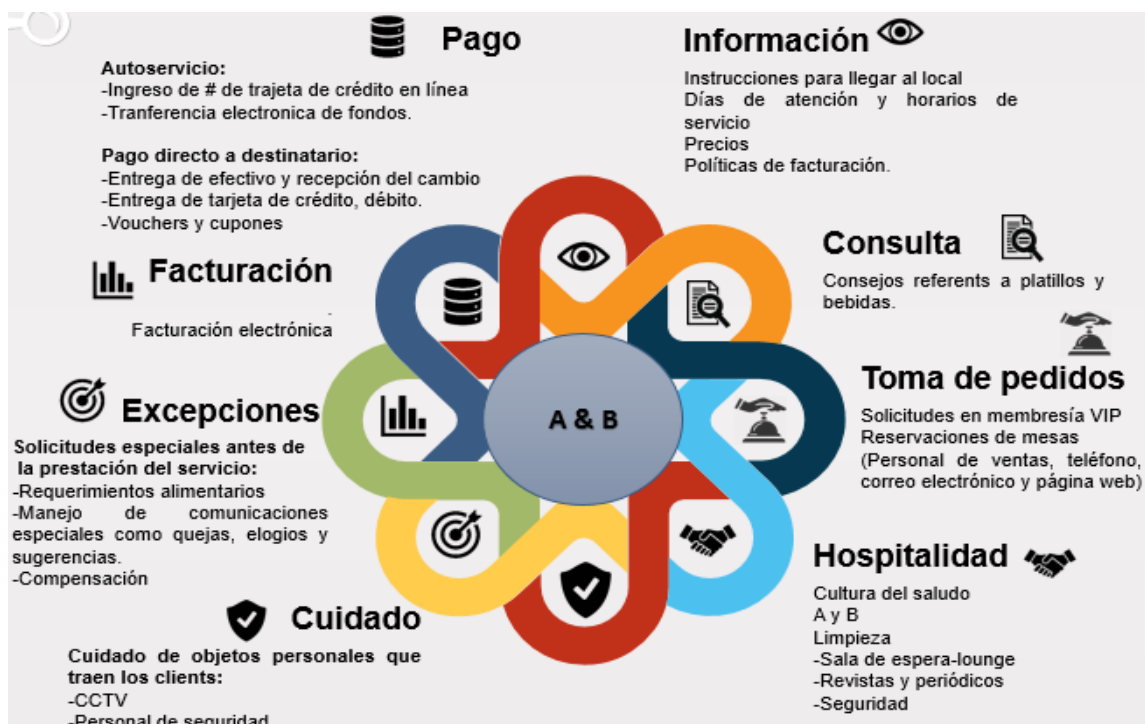 Pago
Autoservicio:
-Ingreso de # de trajeta de crédito en línea
-Tranferencia electronica de fondos.
Pago directo a destinatario:
-Entrega de efectivo y recepción del cambio
-Entrega de tarjeta de crédito, débito.
-Vouchers y cupones
Información
Instrucciones para llegar al local
Días de atención y horarios de
servicio
Precios
Políticas de facturación.
Facturación
.
Facturación electrónica
Consulta
Consejos referents a platillos y
bebidas.
A & B
Toma de pedidos
Solicitudes en membresía VIP
Reservaciones de mesas
(Personal de ventas, teléfono,
correo electrónico y página web)
Excepciones
Solicitudes especiales antes de
la prestación del servicio:
-Requerimientos alimentarios
-Manejo de comunicaciones
especiales como quejas, elogios y
sugerencias.
-Compensación
Hospitalidad
Cultura del saludo
A y B
Limpieza
-Sala de espera-lounge
-Revistas y periódicos
-Seguridad
Cuidado
Cuidado de objetos personales que
traen los clients:
-CCTV
-Personal de seguridad